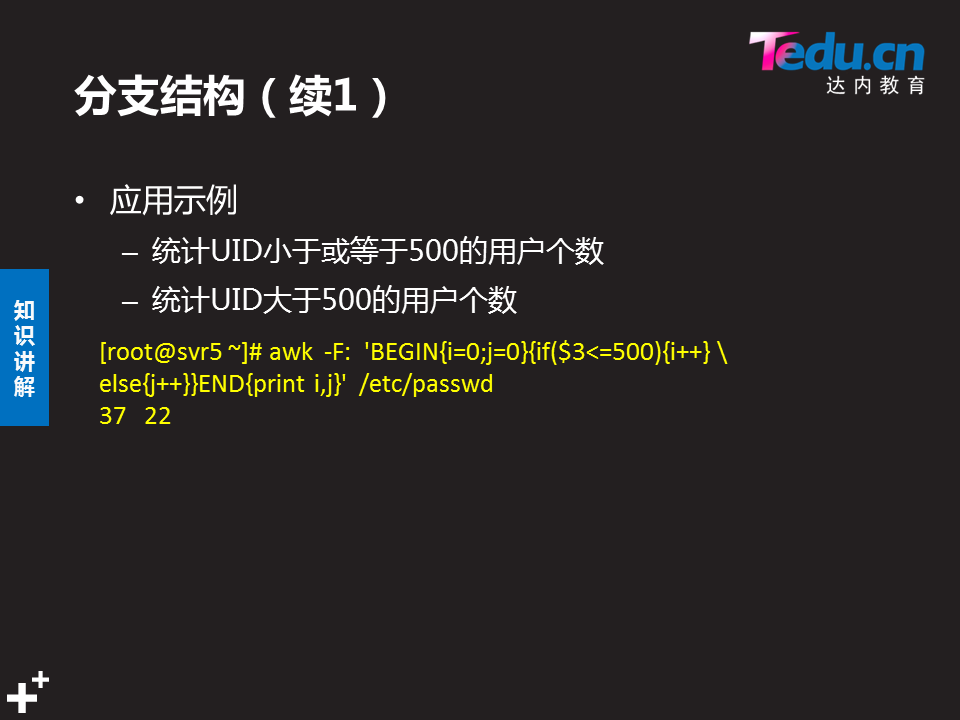 Tedu.cn
达内教育
分支结构（续1）
• 应用示例
– 统计UID小于或等于500的用户个数
– 统计UID大于500的用户个数
知识讲解
[root@svr5 ~]# awk  -F:  'BEGIN{i=0;j=0}{if($3<=500){i++} \
else{j++}}END{print i,j}'  /etc/passwd
37   22